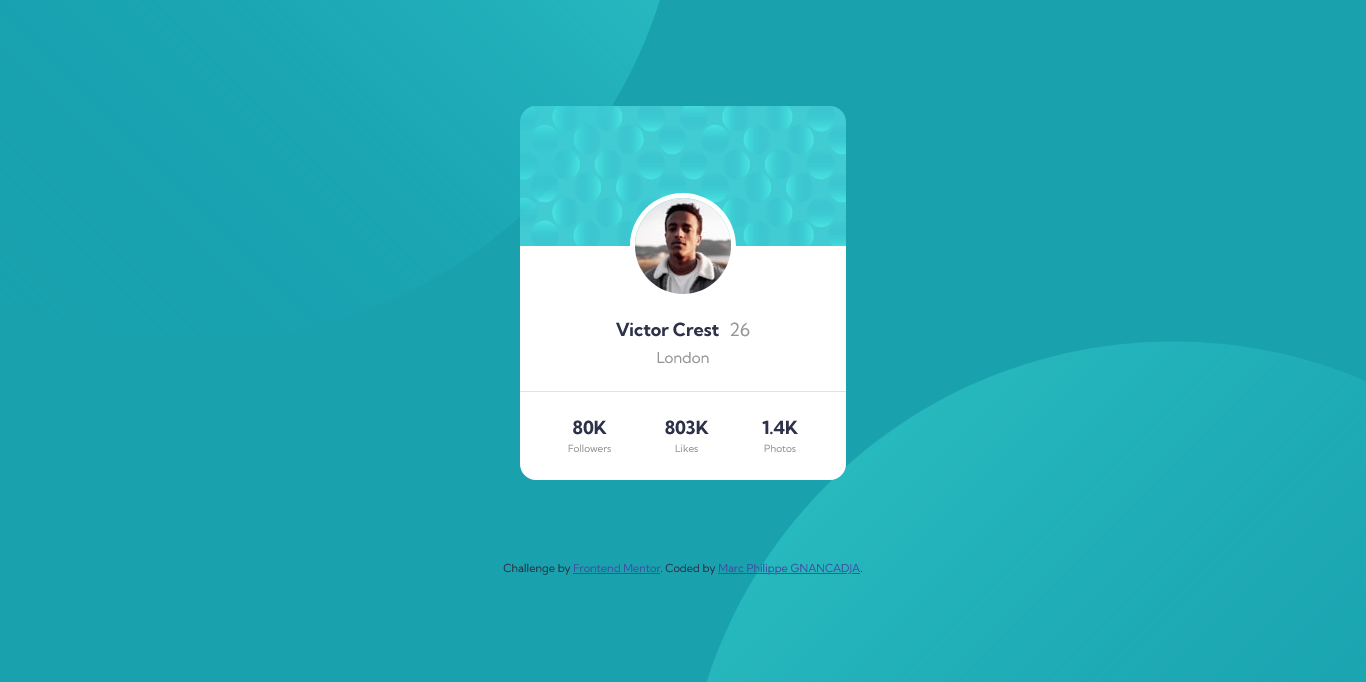 Victor Crest 26
London
80K 803K 1.4K
Followers Likes Photos
Challenge by Frontend Mentor. Coded by Marc Philippe GNANCADJA.